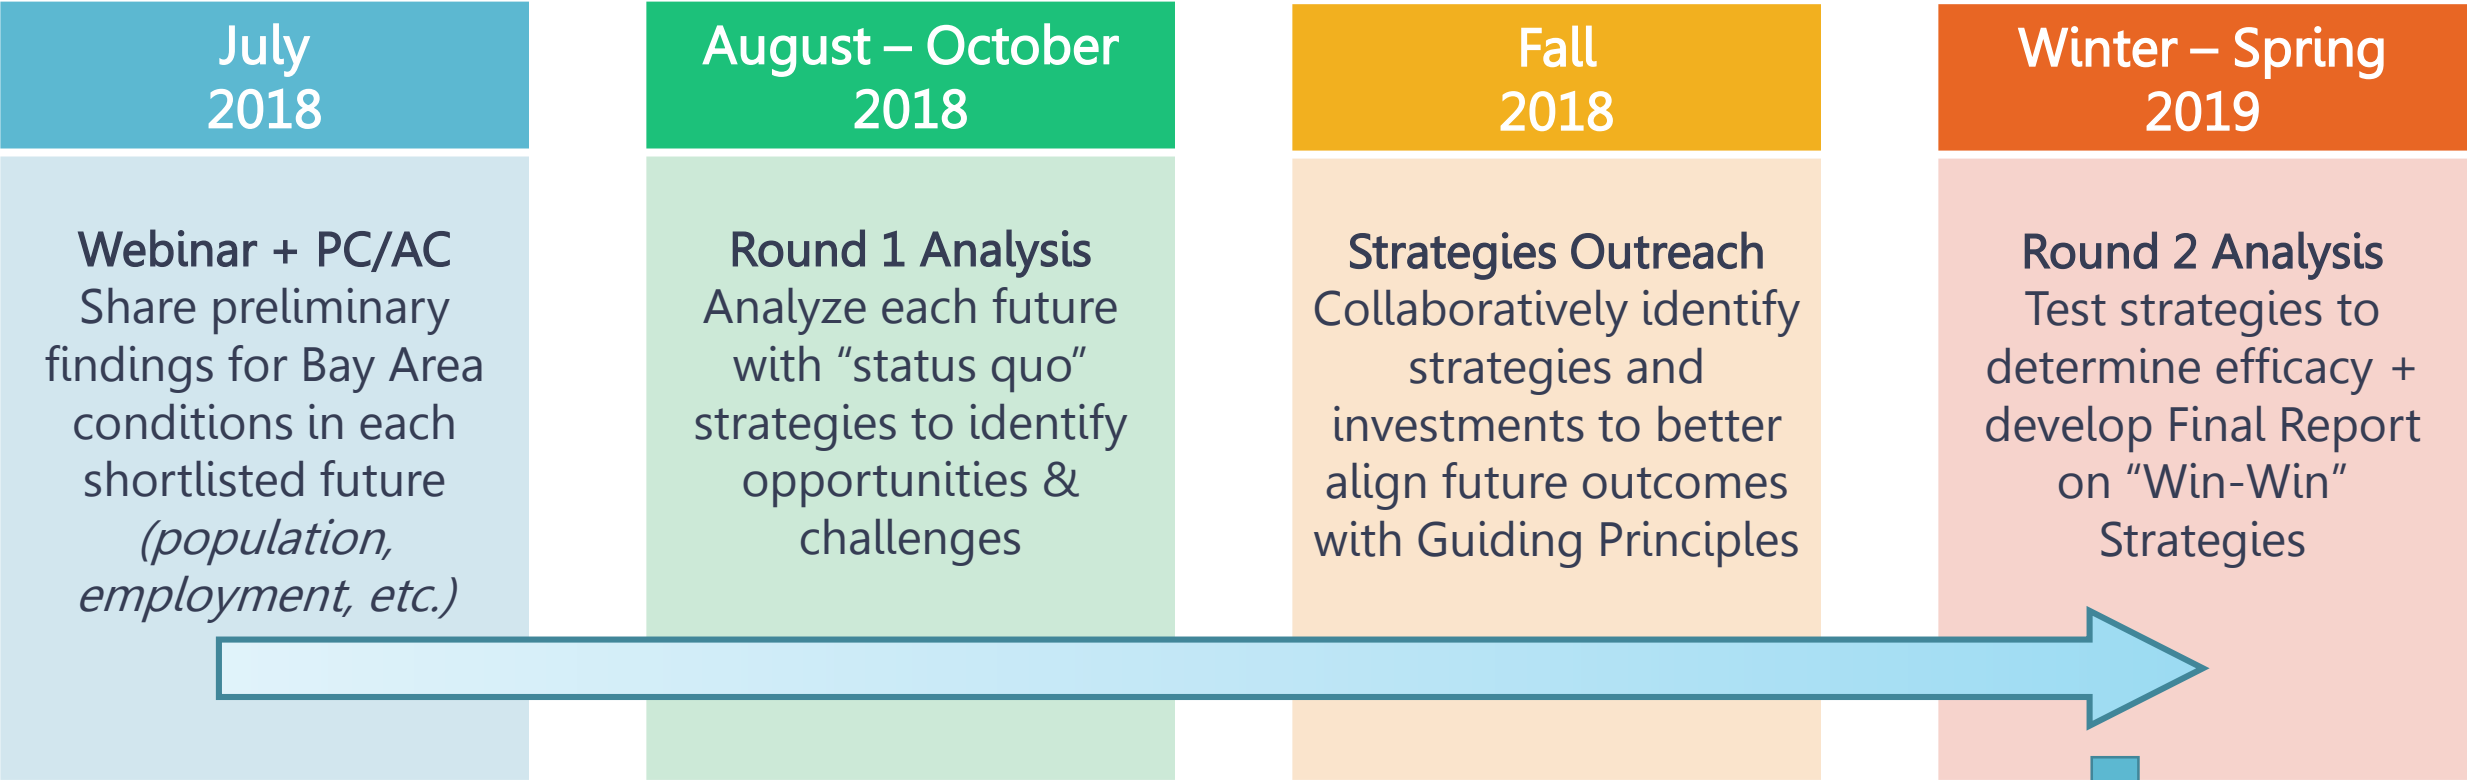 July
2018
Webinar + PC/AC
Share preliminary
findings for Bay Area
conditions in each
shortlisted future
(population,
employment, etc.)
August – October
2018
Round 1 Analysis
Analyze each future
with “status quo”
strategies to identify
opportunities &
challenges
Fall
2018
Strategies Outreach
Collaboratively identify
strategies and
investments to better
align future outcomes
with Guiding Principles
Winter – Spring
2019
Round 2 Analysis
Test strategies to
determine efficacy +
develop Final Report
on “Win-Win”
Strategies